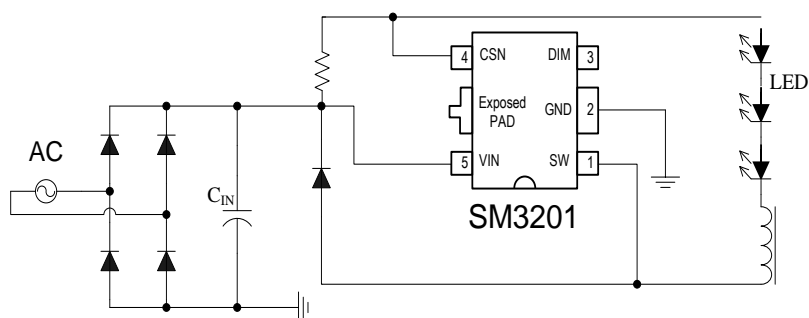 4 CSN DIM 3
LED
Exposed
PAD
GND 2
AC
5 VIN SW 1
C_IN
SM3201